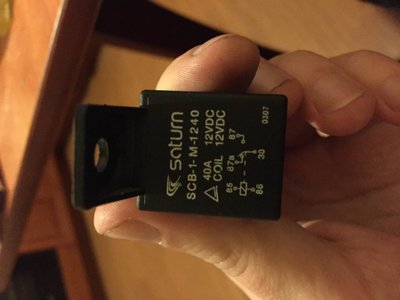 saturn
SCB-1-M-1240
40A 12VDC
COIL 12VDC
87
87a
30
85
86
0307